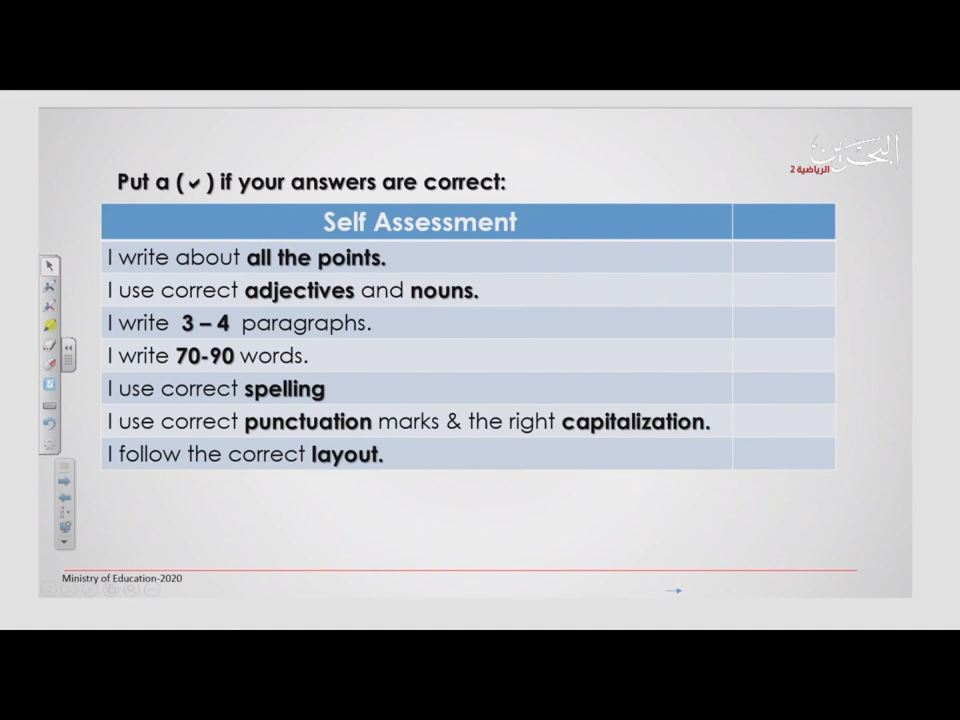 البحرين
الرياضية 2
Put a ( ✓ ) if your answers are correct:
Self Assessment
I write about all the points.
I use correct adjectives and nouns.
I write 3 – 4 paragraphs.
I write 70-90 words.
I use correct spelling
I use correct punctuation marks & the right capitalization.
I follow the correct layout.
Ministry of Education-2020